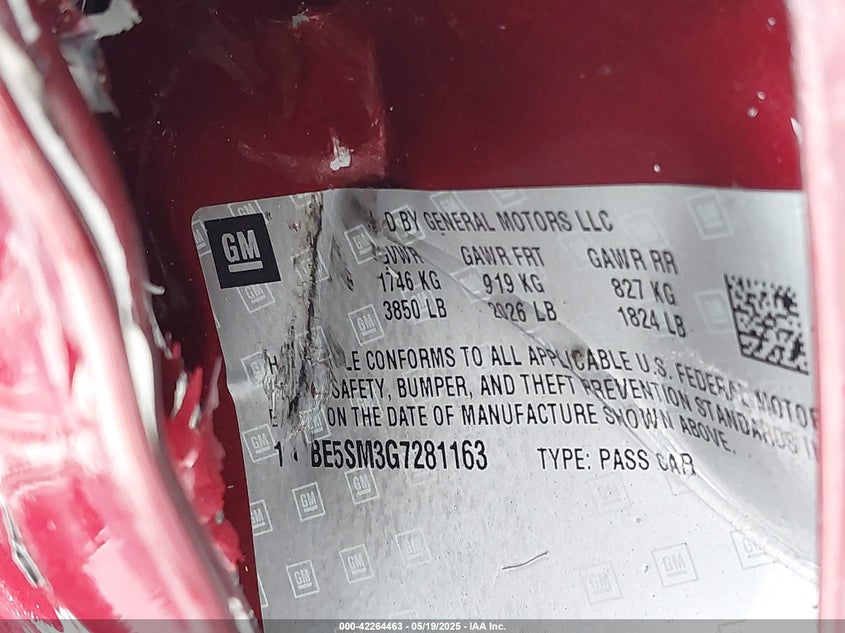 GM
D BY GENERAL MOTORS LLC
GVWR GAWR FRT GAWR RR
1746 KG 919 KG 827 KG
3850 LB 2026 LB 1824 LB
LE CONFORMS TO ALL APPLICABLE U.S. FEDERAL MOTOR
SAFETY, BUMPER, AND THEFT PREVENTION STANDARDS IN
ON THE DATE OF MANUFACTURE SHOWN ABOVE.
BE5SM3G7281163 TYPE: PASS CAR
000-42264463 — 05/19/2025 — IAA Inc.